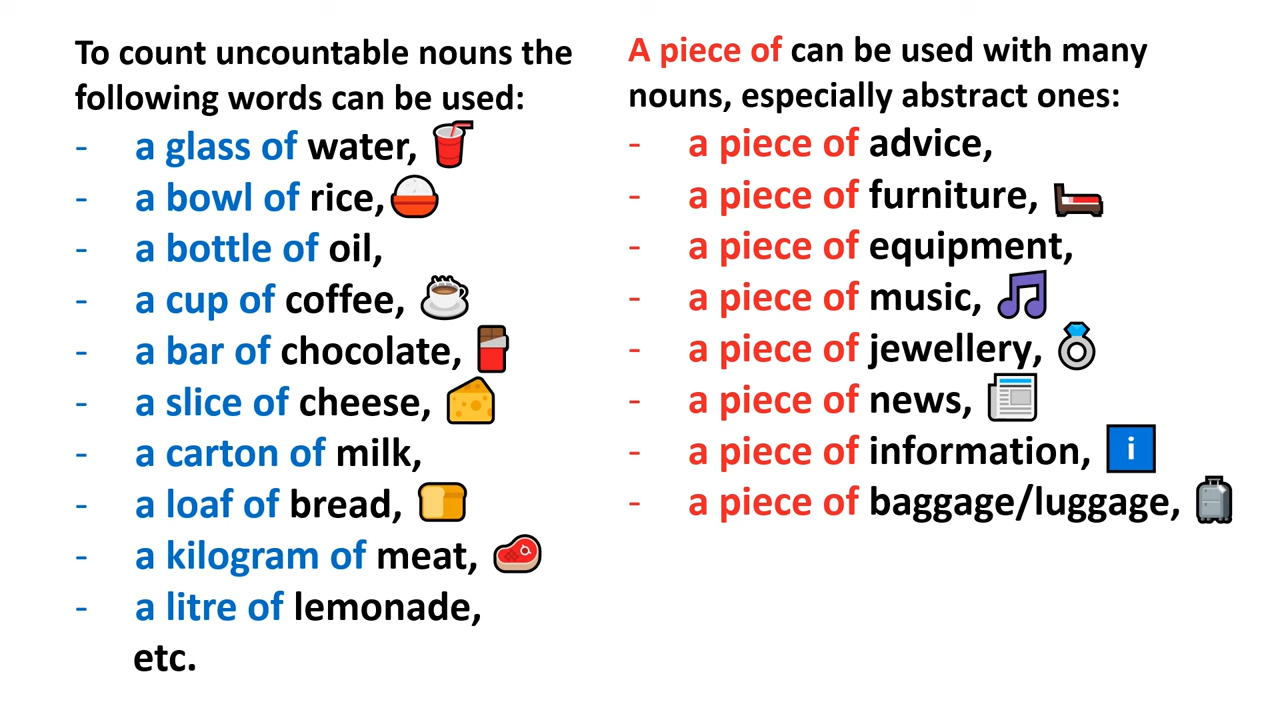 To count uncountable nouns the
following words can be used:
- a glass of water,
- a bowl of rice,
- a bottle of oil,
- a cup of coffee,
- a bar of chocolate,
- a slice of cheese,
- a carton of milk,
- a loaf of bread,
- a kilogram of meat,
- a litre of lemonade,
etc.
A piece of can be used with many
nouns, especially abstract ones:
- a piece of advice,
- a piece of furniture,
- a piece of equipment,
- a piece of music,
- a piece of jewellery,
- a piece of news,
- a piece of information,
i
- a piece of baggage/luggage,